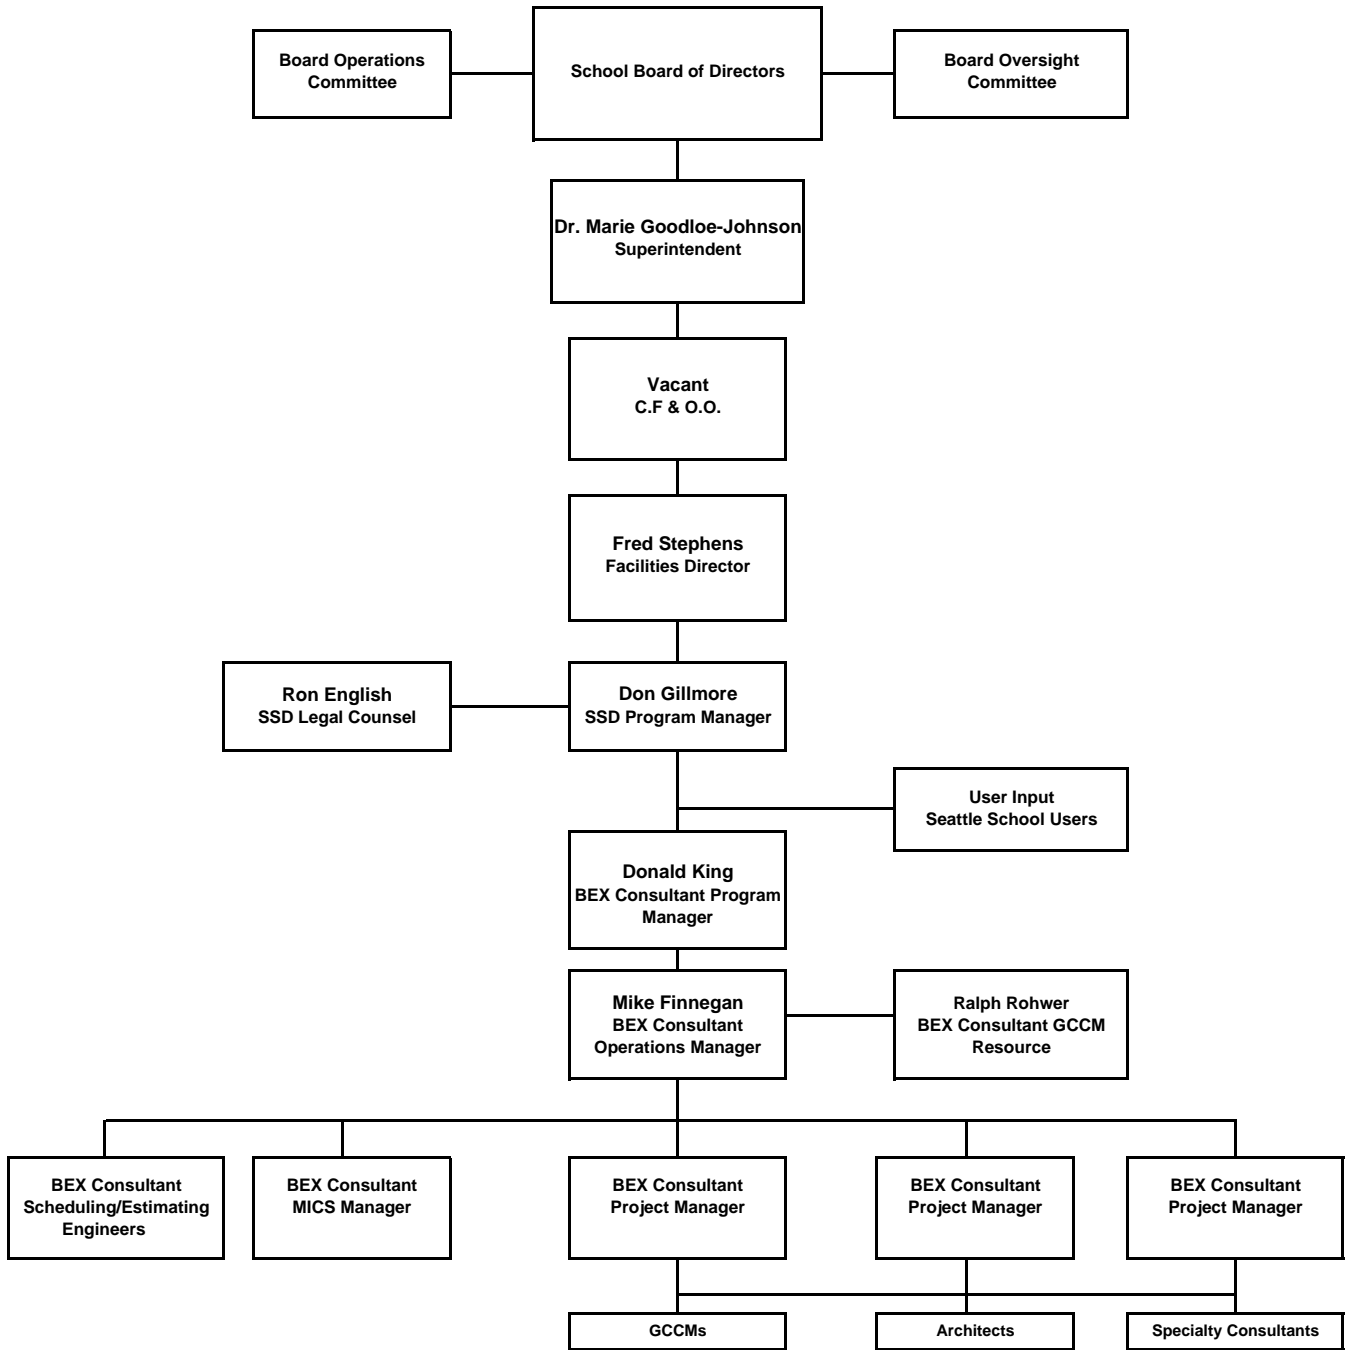 Board Operations
Committee
School Board of Directors
Board Oversight
Committee
Dr. Marie Goodloe-Johnson
Superintendent
Vacant
C.F & O.O.
Fred Stephens
Facilities Director
Ron English
SSD Legal Counsel
Don Gillmore
SSD Program Manager
User Input
Seattle School Users
Donald King
BEX Consultant Program
Manager
Mike Finnegan
BEX Consultant
Operations Manager
Ralph Rohwer
BEX Consultant GCCM
Resource
BEX Consultant
Scheduling/Estimating
Engineers
BEX Consultant
MICS Manager
BEX Consultant
Project Manager
BEX Consultant
Project Manager
BEX Consultant
Project Manager
GCCMs
Architects
Specialty Consultants